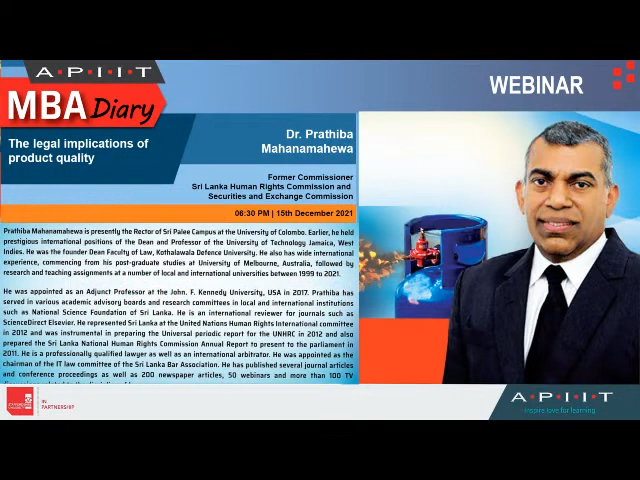 A·P·I·I·T
MBA Diary
WEBINAR
The legal implications of
product quality
Dr. Prathiba
Mahanamahewa
Former Commissioner
Sri Lanka Human Rights Commission and
Securities and Exchange Commission
06:30 PM | 15th December 2021
Prathiba Mahanamahewa is presently the Rector of Sri Palee Campus at the University of Colombo. Earlier, he held
prestigious international positions of the Dean and Professor of the University of Technology Jamaica, West
Indies. He was the founder Dean Faculty of Law, Kothalawala Defence University. He also has wide international
experience, commencing from his post-graduate studies at University of Melbourne, Australia, followed by
research and teaching assignments at a number of local and international universities between 1999 to 2021.
He was appointed as an Adjunct Professor at the John. F. Kennedy University, USA in 2017. Prathiba has
served in various academic advisory boards and research committees in local and international institutions
such as National Science Foundation of Sri Lanka. He is an international reviewer for journals such as
ScienceDirect Elsevier. He represented Sri Lanka at the United Nations Human Rights International committee
in 2012 and was instrumental in preparing the Universal periodic report for the UNHRC in 2012 and also
prepared the Sri Lanka National Human Rights Commission Annual Report to present to the parliament in
2011. He is a professionally qualified lawyer as well as an international arbitrator. He was appointed as the
chairman of the IT law committee of the Sri Lanka Bar Association. He has published several journal articles
and conference proceedings as well as 200 newspaper articles, 50 webinars and more than 100 TV
IN
PARTNERSHIP
A·P·I·I·T
Inspire love for learning.